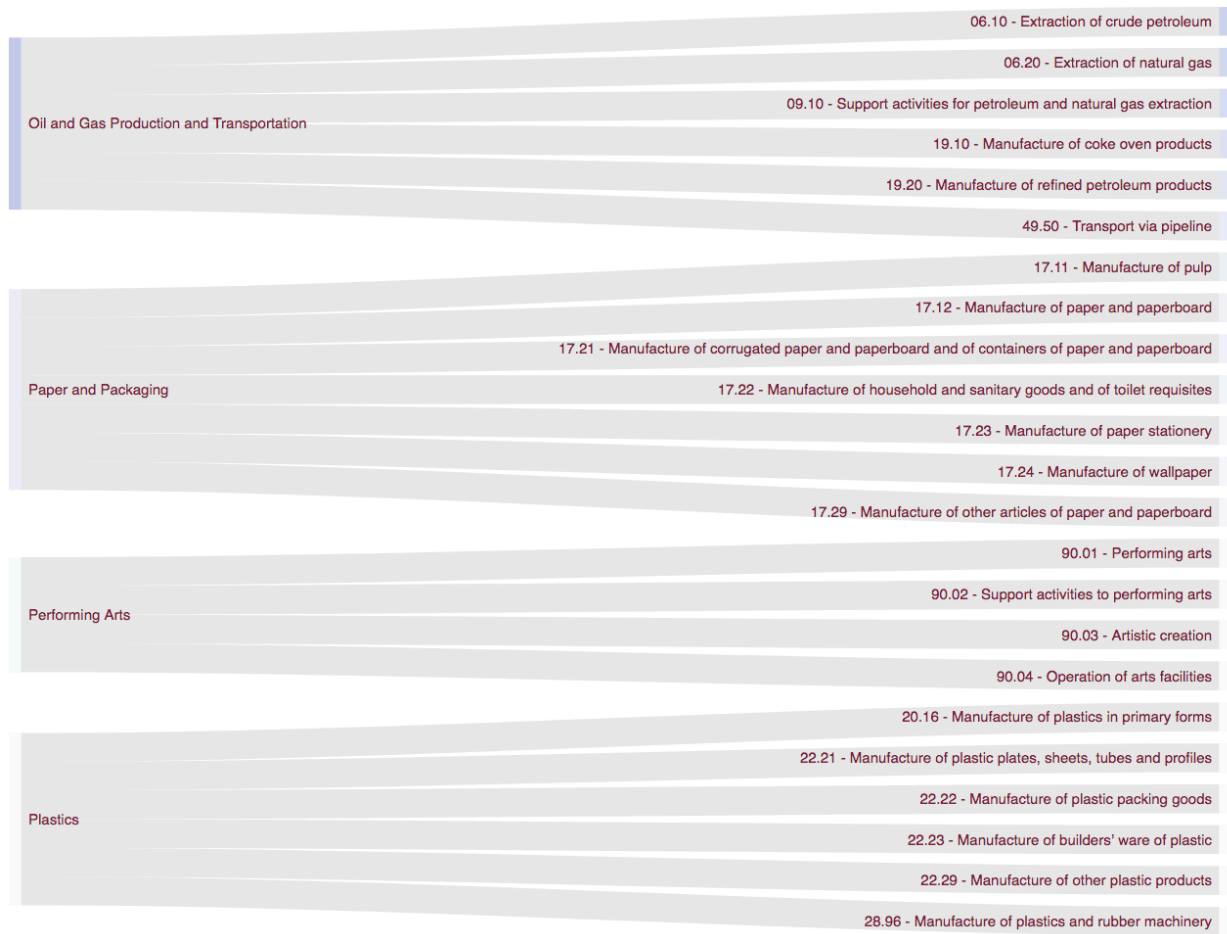 06.10 - Extraction of crude petroleum
06.20 - Extraction of natural gas
09.10 - Support activities for petroleum and natural gas extraction
Oil and Gas Production and Transportation
19.10 - Manufacture of coke oven products
19.20 - Manufacture of refined petroleum products
49.50 - Transport via pipeline
17.11 - Manufacture of pulp
17.12 - Manufacture of paper and paperboard
17.21 - Manufacture of corrugated paper and paperboard and of containers of paper and paperboard
Paper and Packaging
17.22 - Manufacture of household and sanitary goods and of toilet requisites
17.23 - Manufacture of paper stationery
17.24 - Manufacture of wallpaper
17.29 - Manufacture of other articles of paper and paperboard
90.01 - Performing arts
90.02 - Support activities to performing arts
Performing Arts
90.03 - Artistic creation
90.04 - Operation of arts facilities
20.16 - Manufacture of plastics in primary forms
22.21 - Manufacture of plastic plates, sheets, tubes and profiles
22.22 - Manufacture of plastic packing goods
Plastics
22.23 - Manufacture of builders' ware of plastic
22.29 - Manufacture of other plastic products
28.96 - Manufacture of plastics and rubber machinery